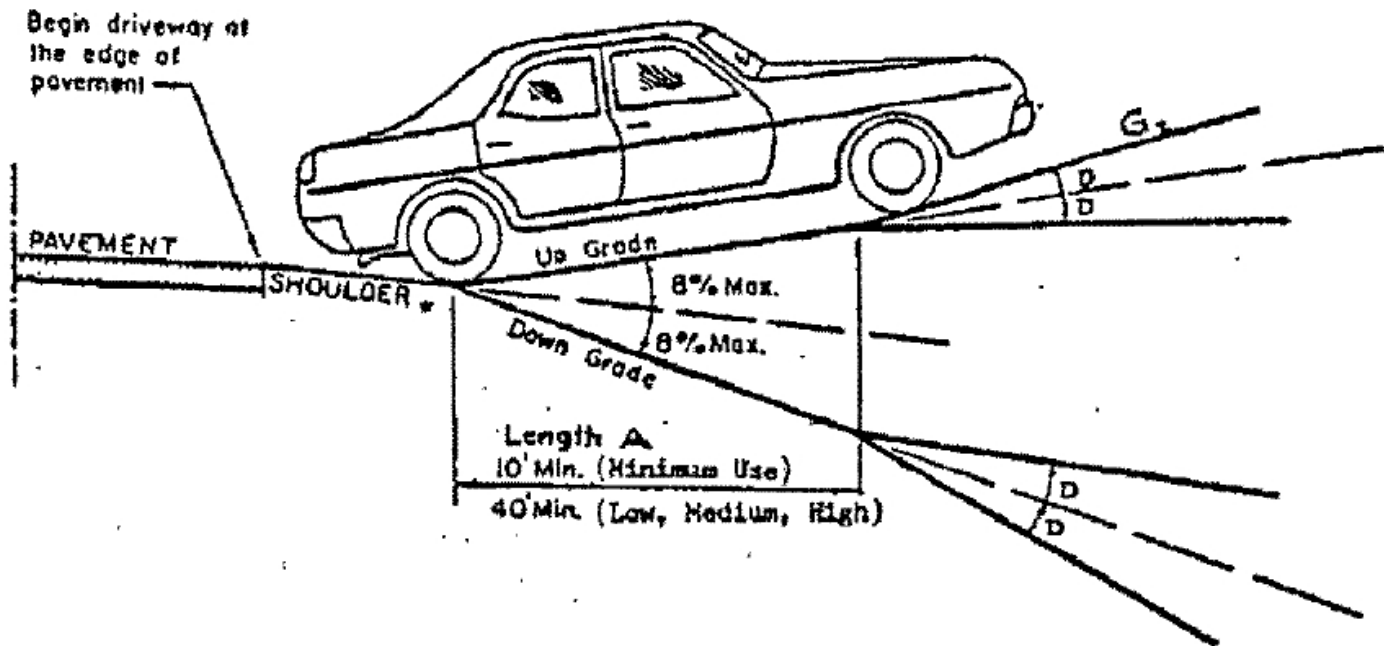 Begin driveway at
the edge of
pavement
G₂
D
D
PAVEMENT
Up Grade
SHOULDER *
8% Max.
8% Max.
Down Grade
Length A
10' Min. (Minimum Use)
40' Min. (Low, Medium, High)
D
D